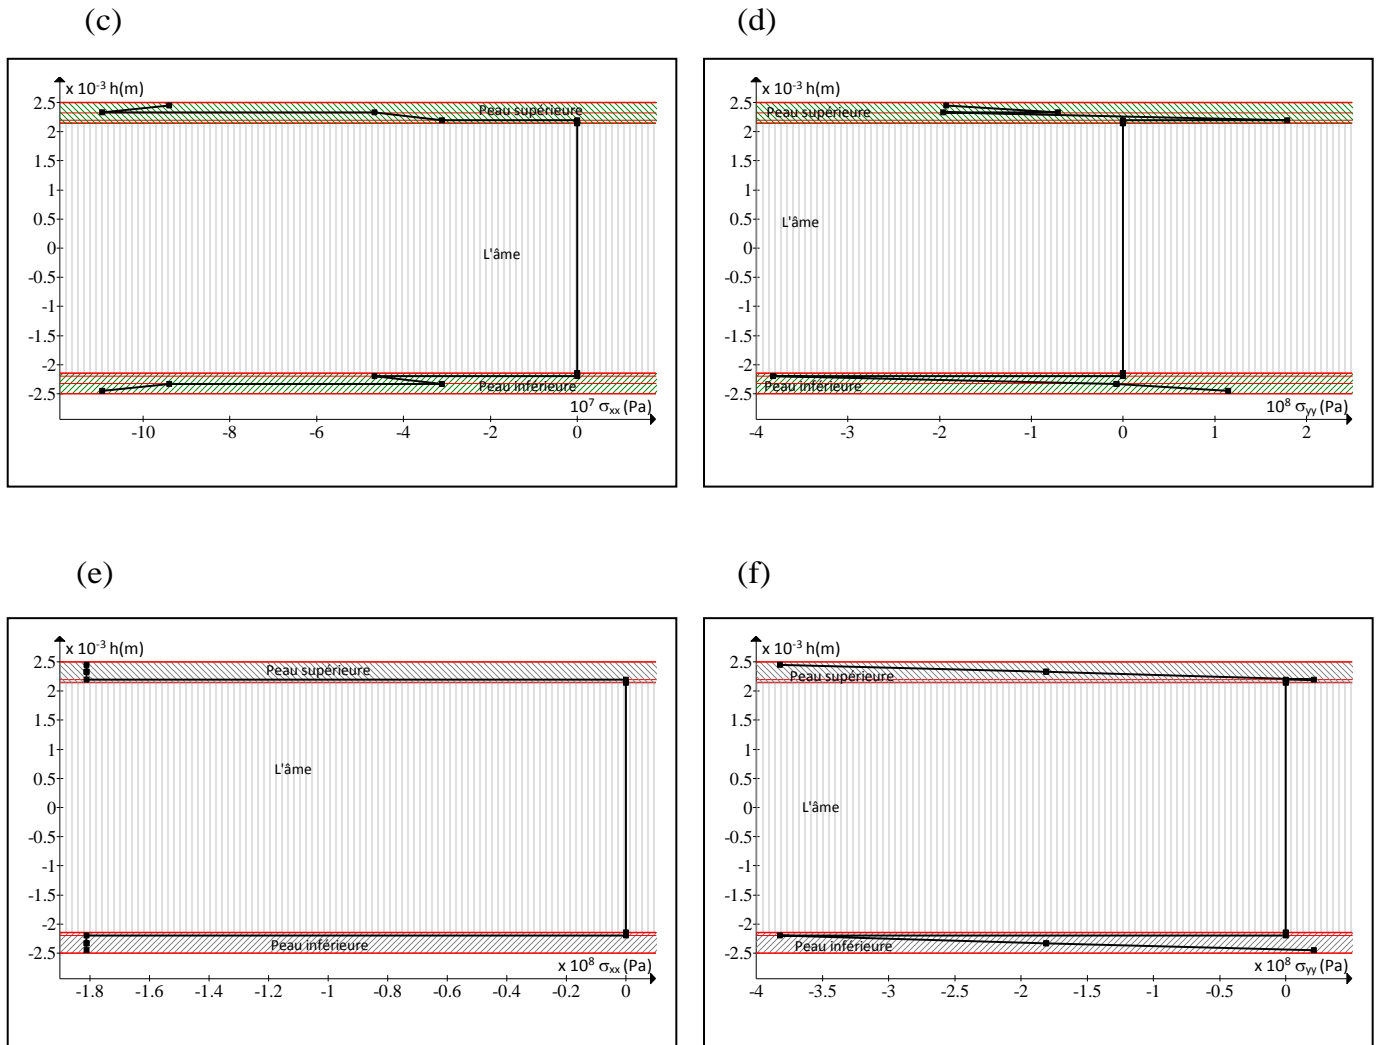 (c)
x 10⁻³ h(m)
2.5
Peau supérieure
2
1.5
1
0.5
0
L'âme
-0.5
-1
-1.5
-2
Peau inférieure
-2.5
10⁷ σxx (Pa)
-10 -8 -6 -4 -2 0
(d)
x 10⁻³ h(m)
2.5
Peau supérieure
2
1.5
1
0.5
L'âme
0
-0.5
-1
-1.5
-2
Peau inférieure
-2.5
10⁸ σyy (Pa)
-4 -3 -2 -1 0 1 2
(e)
x 10⁻³ h(m)
2.5
Peau supérieure
2
1.5
1
L'âme
0.5
0
-0.5
-1
-1.5
-2
Peau inférieure
-2.5
x 10⁸ σxx (Pa)
-1.8 -1.6 -1.4 -1.2 -1 -0.8 -0.6 -0.4 -0.2 0
(f)
x 10⁻³ h(m)
2.5
Peau supérieure
2
1.5
1
0.5
0
L'âme
-0.5
-1
-1.5
-2
Peau inférieure
-2.5
x 10⁸ σyy (Pa)
-4 -3.5 -3 -2.5 -2 -1.5 -1 -0.5 0